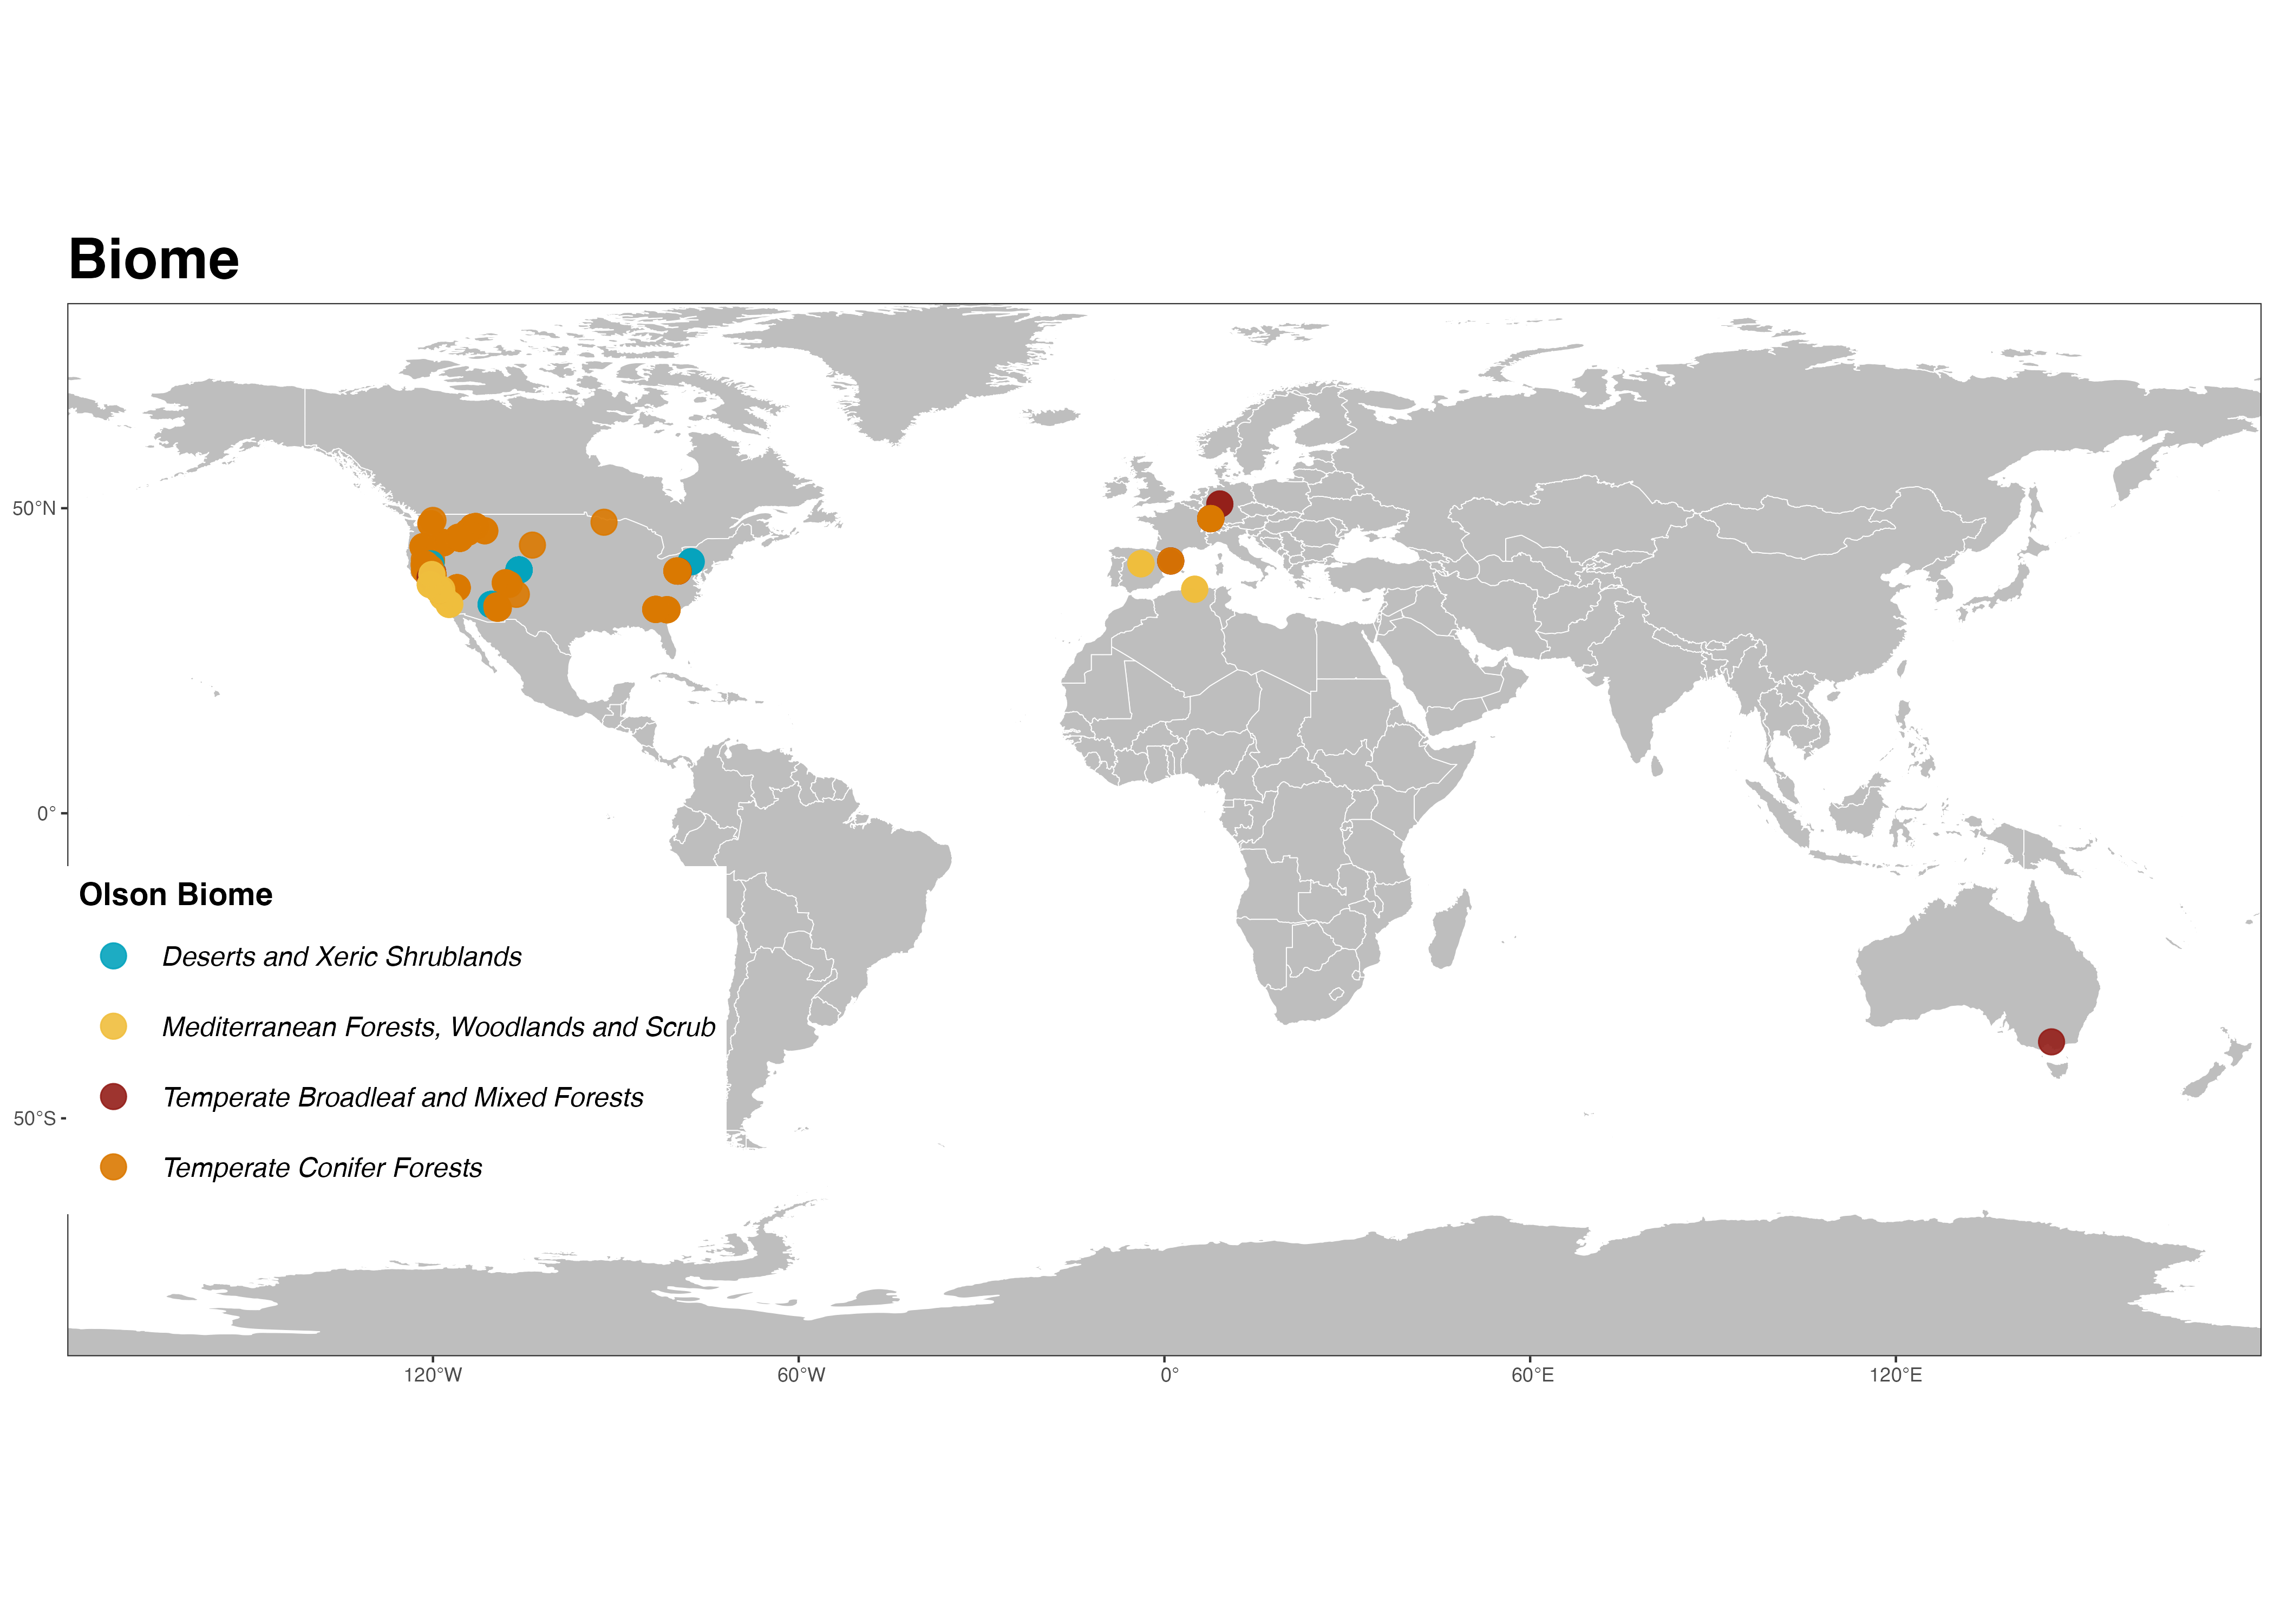 Biome
50°N
0°
50°S
Olson Biome
Deserts and Xeric Shrublands
Mediterranean Forests, Woodlands and Scrub
Temperate Broadleaf and Mixed Forests
Temperate Conifer Forests
120°W
60°W
0°
60°E
120°E